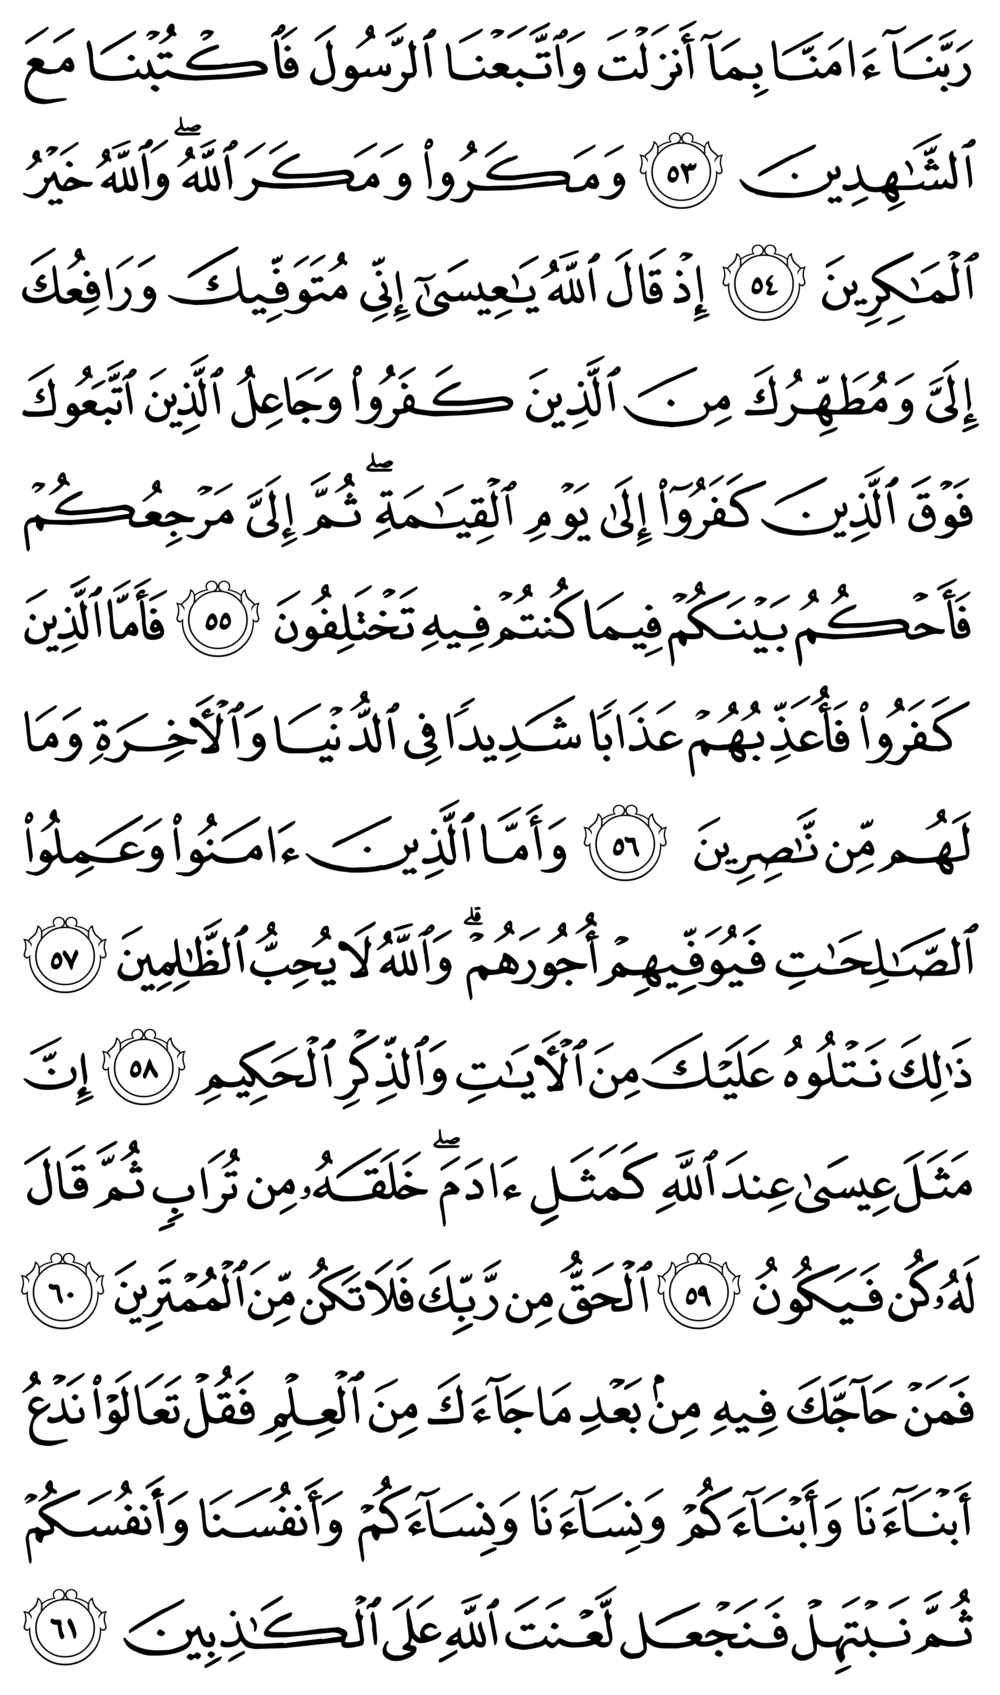 رَبَّنَآ ءَامَنَّا بِمَآ أَنزَلْتَ وَٱتَّبَعْنَا ٱلرَّسُولَ فَٱكْتُبْنَا مَعَ
ٱلشَّٰهِدِينَ ٥٣ وَمَكَرُوا۟ وَمَكَرَ ٱللَّهُ ۖ وَٱللَّهُ خَيْرُ
ٱلْمَٰكِرِينَ ٥٤ إِذْ قَالَ ٱللَّهُ يَٰعِيسَىٰٓ إِنِّى مُتَوَفِّيكَ وَرَافِعُكَ
إِلَىَّ وَمُطَهِّرُكَ مِنَ ٱلَّذِينَ كَفَرُوا۟ وَجَاعِلُ ٱلَّذِينَ ٱتَّبَعُوكَ
فَوْقَ ٱلَّذِينَ كَفَرُوٓا۟ إِلَىٰ يَوْمِ ٱلْقِيَٰمَةِ ۖ ثُمَّ إِلَىَّ مَرْجِعُكُمْ
فَأَحْكُمُ بَيْنَكُمْ فِيمَا كُنتُمْ فِيهِ تَخْتَلِفُونَ ٥٥ فَأَمَّا ٱلَّذِينَ
كَفَرُوا۟ فَأُعَذِّبُهُمْ عَذَابًا شَدِيدًا فِى ٱلدُّنْيَا وَٱلْءَاخِرَةِ وَمَا
لَهُم مِّن نَّٰصِرِينَ ٥٦ وَأَمَّا ٱلَّذِينَ ءَامَنُوا۟ وَعَمِلُوا۟
ٱلصَّٰلِحَٰتِ فَيُوَفِّيهِمْ أُجُورَهُمْ ۗ وَٱللَّهُ لَا يُحِبُّ ٱلظَّٰلِمِينَ ٥٧
ذَٰلِكَ نَتْلُوهُ عَلَيْكَ مِنَ ٱلْءَايَٰتِ وَٱلذِّكْرِ ٱلْحَكِيمِ ٥٨ إِنَّ
مَثَلَ عِيسَىٰ عِندَ ٱللَّهِ كَمَثَلِ ءَادَمَ ۖ خَلَقَهُۥ مِن تُرَابٍ ثُمَّ قَالَ
لَهُۥ كُن فَيَكُونُ ٥٩ ٱلْحَقُّ مِن رَّبِّكَ فَلَا تَكُن مِّنَ ٱلْمُمْتَرِينَ ٦٠
فَمَنْ حَآجَّكَ فِيهِ مِنۢ بَعْدِ مَا جَآءَكَ مِنَ ٱلْعِلْمِ فَقُلْ تَعَالَوْا۟ نَدْعُ
أَبْنَآءَنَا وَأَبْنَآءَكُمْ وَنِسَآءَنَا وَنِسَآءَكُمْ وَأَنفُسَنَا وَأَنفُسَكُمْ
ثُمَّ نَبْتَهِلْ فَنَجْعَل لَّعْنَتَ ٱللَّهِ عَلَى ٱلْكَٰذِبِينَ ٦١